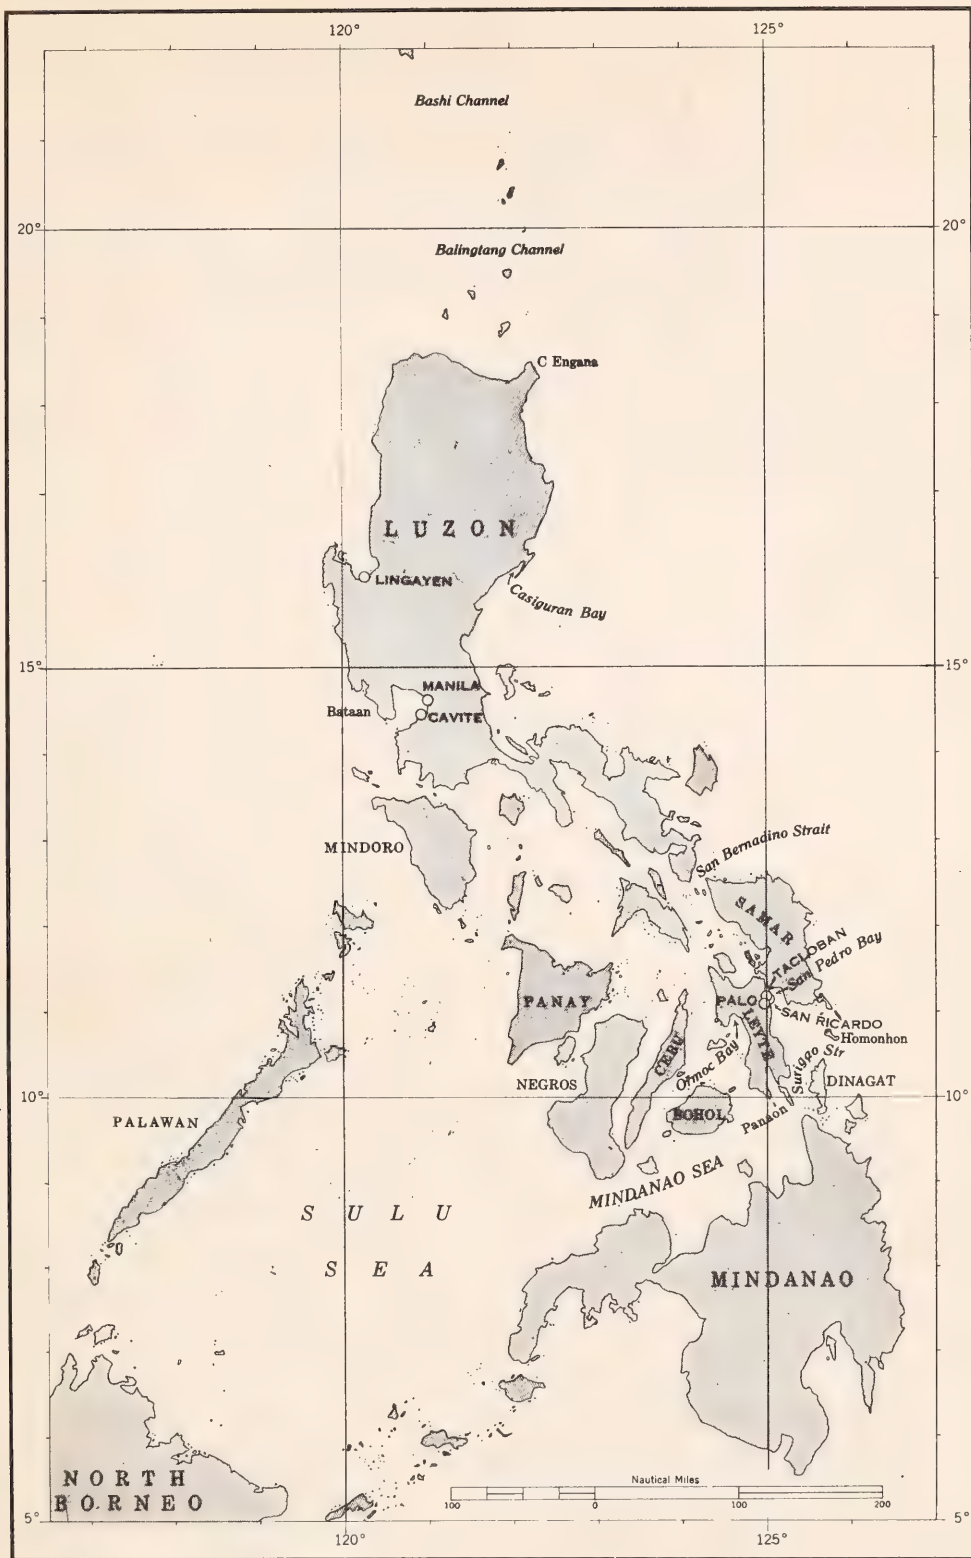 120°
125°
Bashi Channel
20°
20°
Balingtang Channel
C Engana
LUZON
LINGAYEN
Casiguran Bay
15°
15°
MANILA
Bataan
CAVITE
San Bernadino Strait
MINDORO
SAMAR
TACLOBAN
San Pedro Bay
PANAY
PALO
SAN RICARDO
LEYTE
Homonhon
CEBU
Ormoc Bay
Surigao Str
NEGROS
DINAGAT
10°
10°
PALAWAN
BOHOL
Panaon
MINDANAO SEA
SULU
SEA
MINDANAO
NORTH
BORNEO
Nautical Miles
100 0 100 200
5°
5°
120°
125°